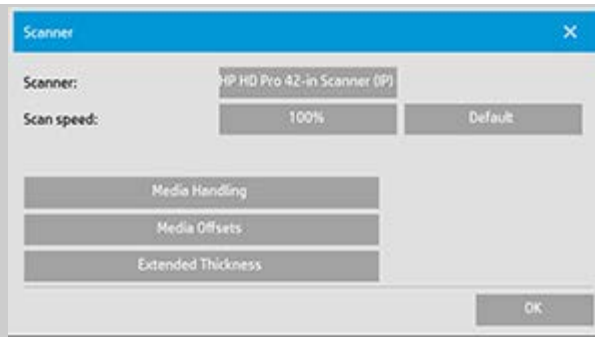 Scanner
Scanner: HP HD Pro 42-in Scanner (IP)
Scan speed: 100% Default
Media Handling
Media Offsets
Extended Thickness
OK